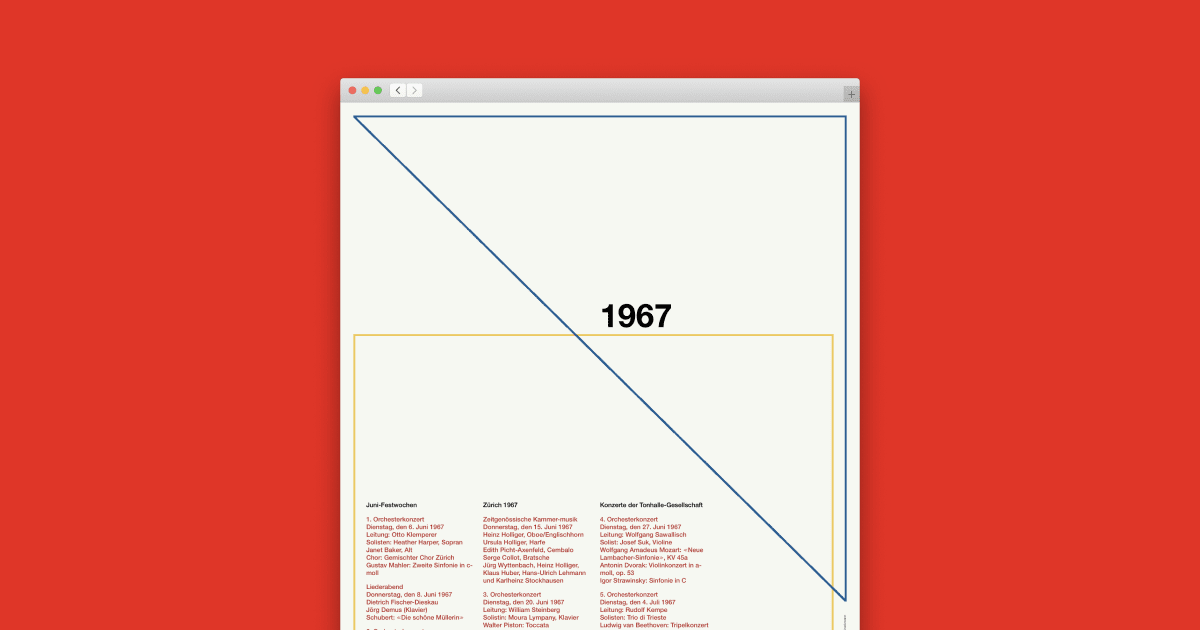 1967
Juni-Festwochen
1. Orchesterkonzert
Dienstag, den 6. Juni 1967
Leitung: Otto Klemperer
Solisten: Heather Harper, Sopran
Janet Baker, Alt
Chor: Gemischter Chor Zürich
Gustav Mahler: Zweite Sinfonie in c-
moll
Liederabend
Donnerstag, den 8. Juni 1967
Dietrich Fischer-Dieskau
Jörg Demus (Klavier)
Schubert: «Die schöne Müllerin»
Zürich 1967
Zeitgenössische Kammer-musik
Donnerstag, den 15. Juni 1967
Heinz Holliger, Oboe/Englischhorn
Ursula Holliger, Harfe
Edith Picht-Axenfeld, Cembalo
Serge Collot, Bratsche
Jürg Wyttenbach, Heinz Holliger,
Klaus Huber, Hans-Ulrich Lehmann
und Karlheinz Stockhausen
3. Orchesterkonzert
Dienstag, den 20. Juni 1967
Leitung: William Steinberg
Solistin: Moura Lympany, Klavier
Walter Piston: Toccata
Konzerte der Tonhalle-Gesellschaft
4. Orchesterkonzert
Dienstag, den 27. Juni 1967
Leitung: Wolfgang Sawallisch
Solist: Josef Suk, Violine
Wolfgang Amadeus Mozart: «Neue
Lambacher-Sinfonie», KV 45a
Antonin Dvorak: Violinkonzert in a-
moll, op. 53
Igor Strawinsky: Sinfonie in C
5. Orchesterkonzert
Dienstag, den 4. Juli 1967
Leitung: Rudolf Kempe
Solisten: Trio di Trieste
Ludwig van Beethoven: Tripelkonzert